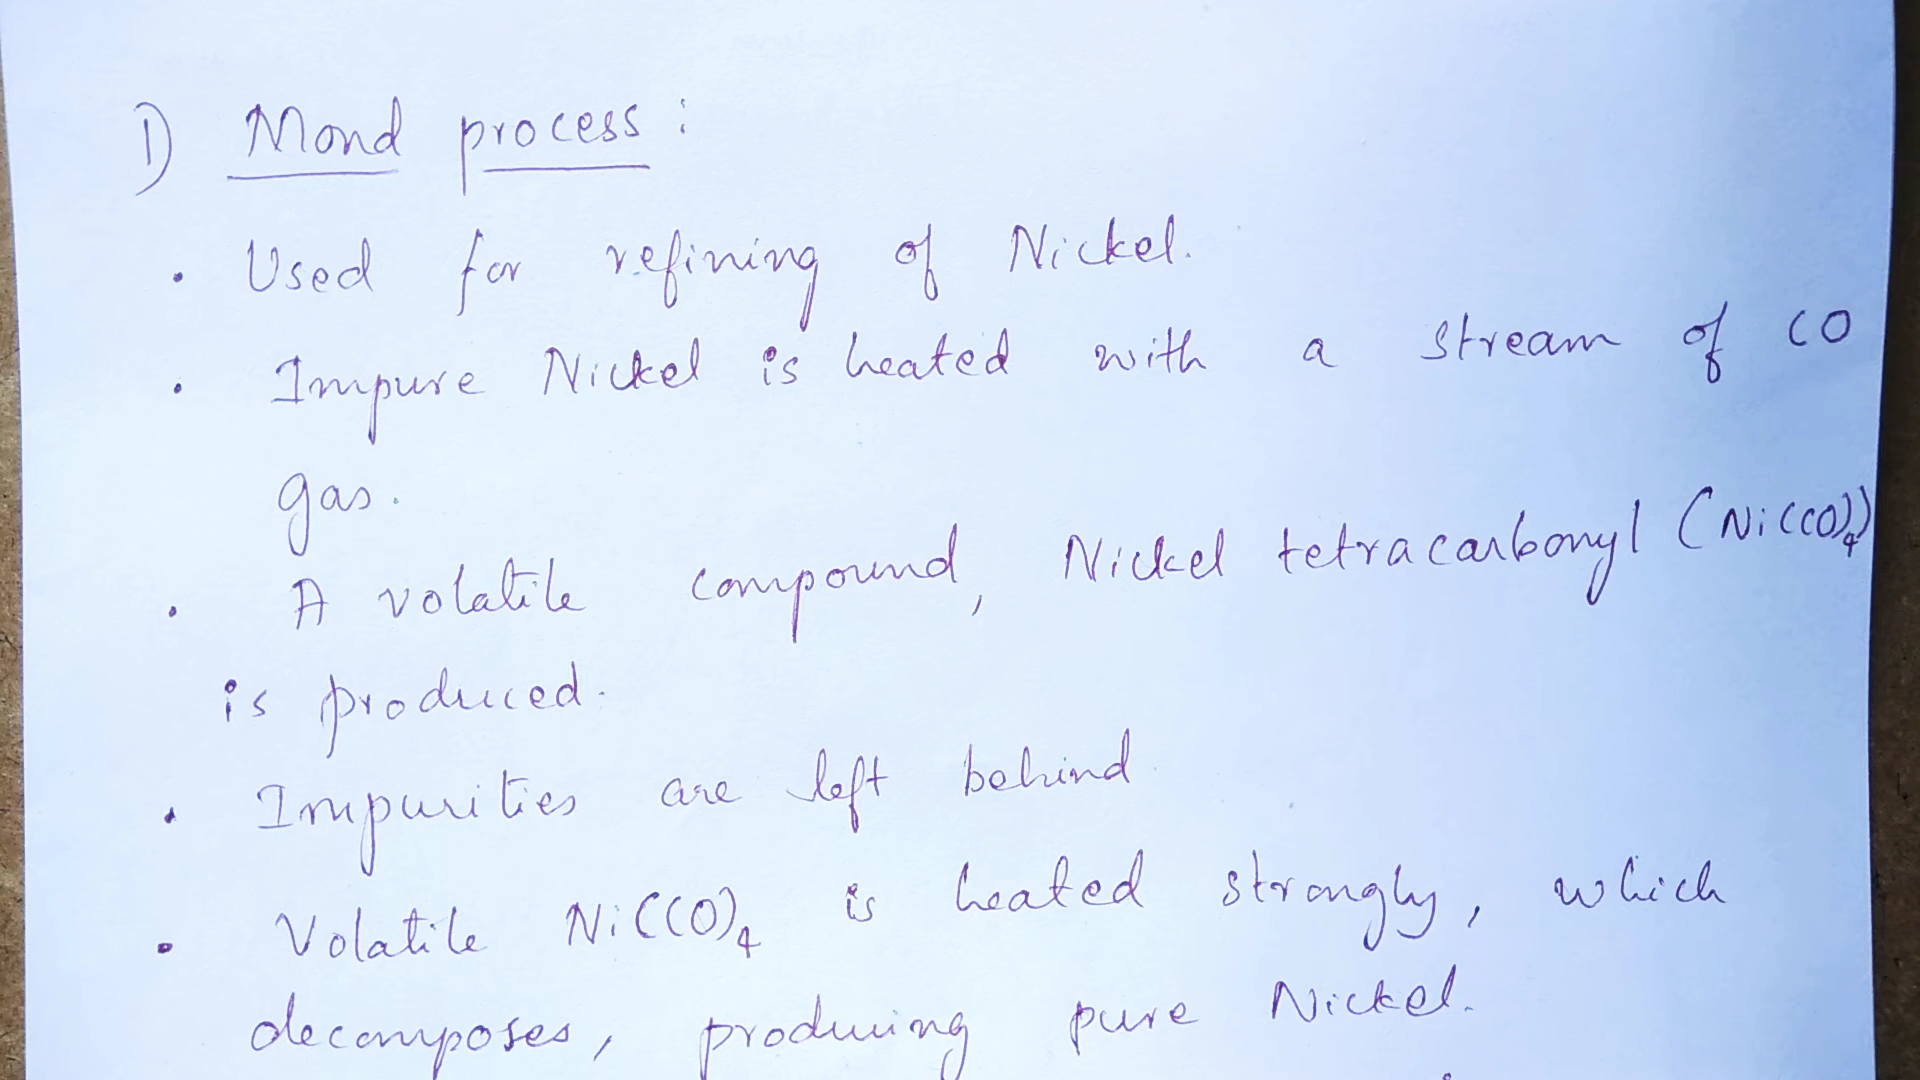 1) Mond process :
• Used for refining of Nickel.
• Impure Nickel is heated with a stream of CO
gas.
• A volatile compound, Nickel tetracarbonyl (Ni(CO)₄)
is produced.
• Impurities are left behind
• Volatile Ni(CO)₄ is heated strongly, which
decomposes, producing pure Nickel.